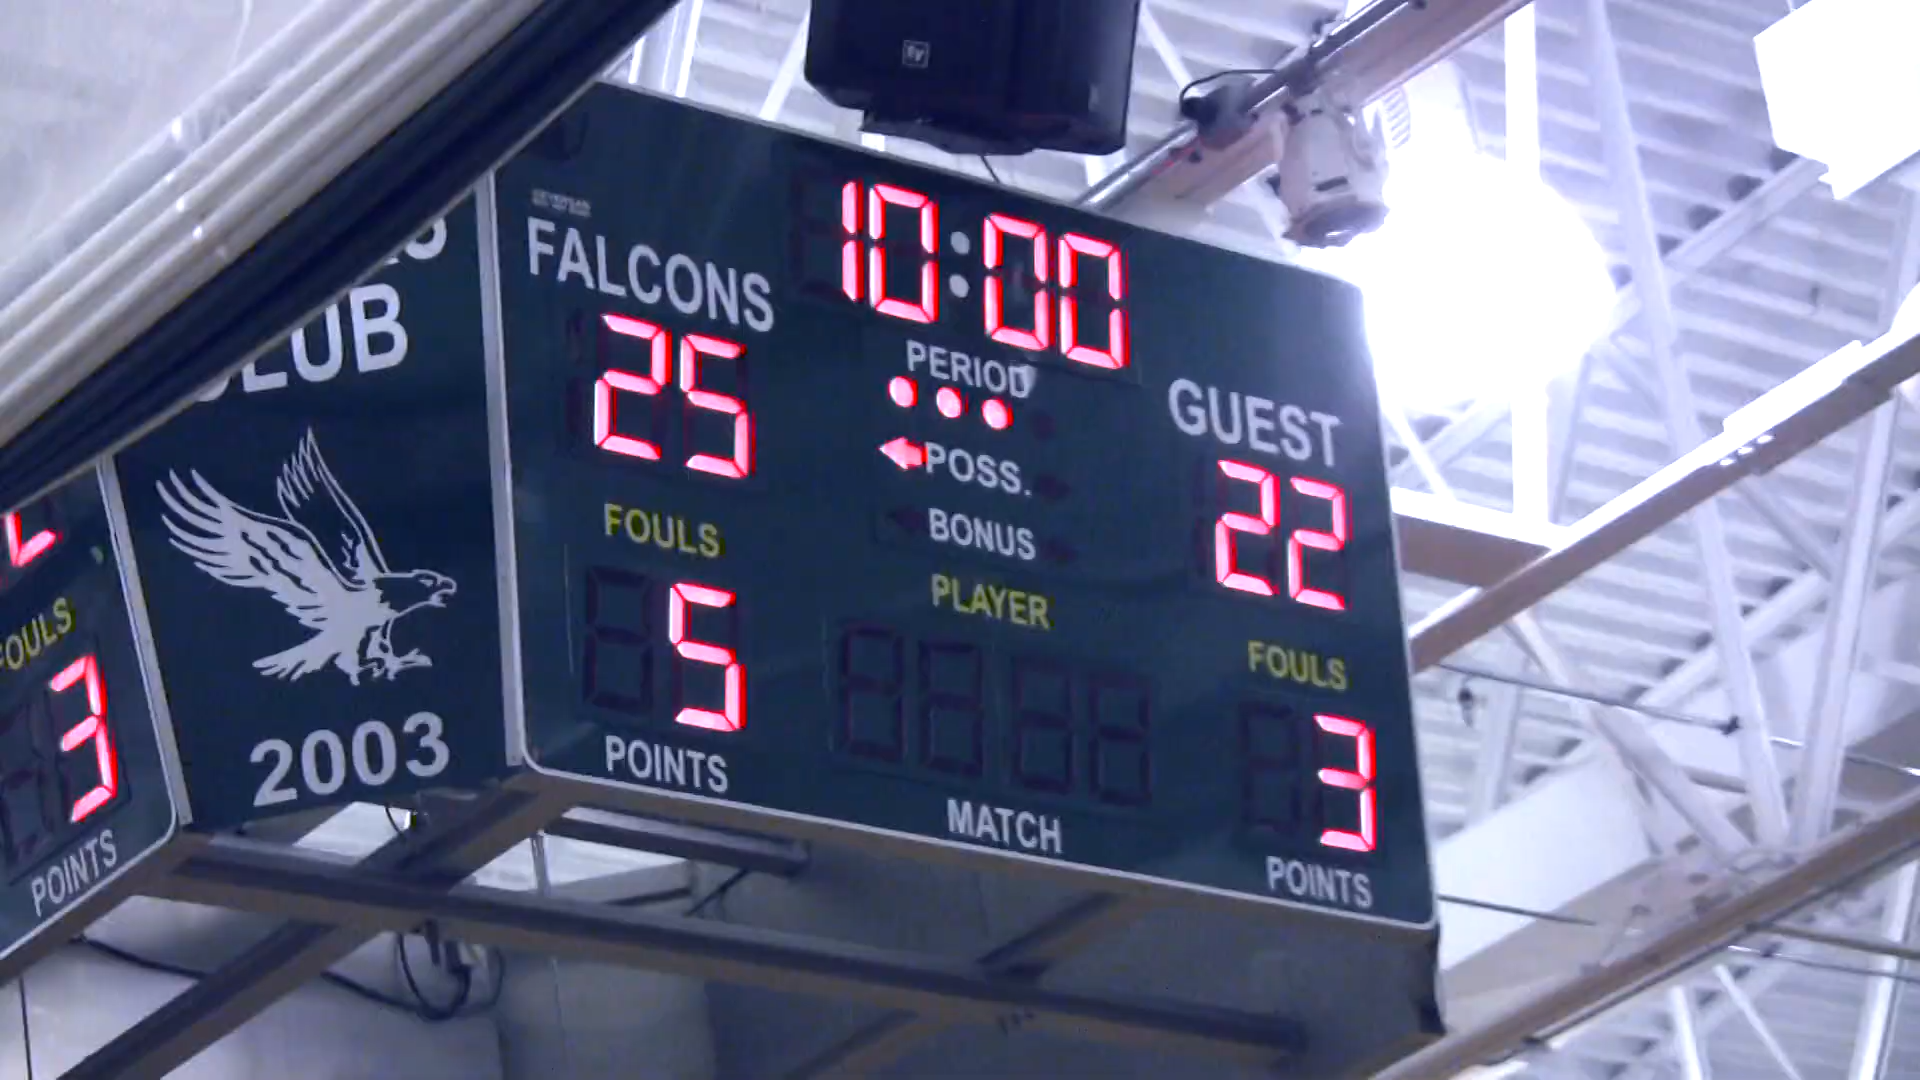 EV
CLUB
2003
FOULS
3
POINTS
10:00
FALCONS
25
PERIOD
GUEST
22
POSS.
BONUS
FOULS
5
POINTS
PLAYER
MATCH
FOULS
3
POINTS